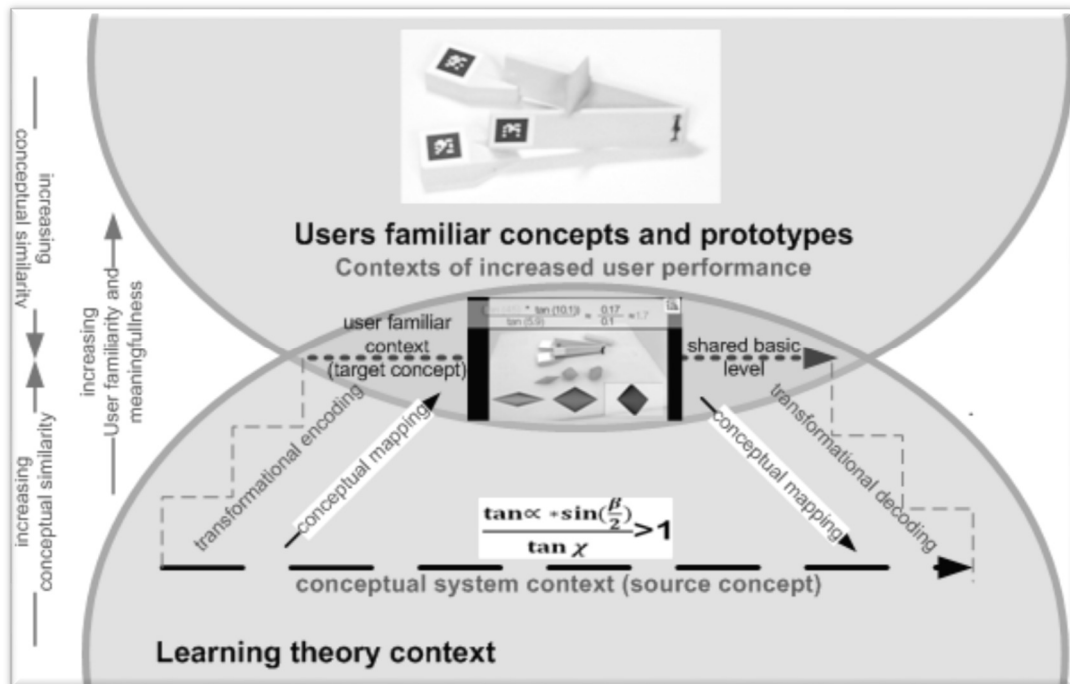 Users familiar concepts and prototypes
Contexts of increased user performance
increasing
conceptual similarity
increasing
User familiarity and
meaningfullness
increasing
conceptual similarity
user familiar
context
(target concept)
tan (10.1))
tan (5.9)
= 0.17
0.1
=1.7
shared basic
level
transformational encoding
conceptual mapping
conceptual mapping
transformational decoding
tan ∝ *sin(β/2)
tan χ
>1
conceptual system context (source concept)
Learning theory context